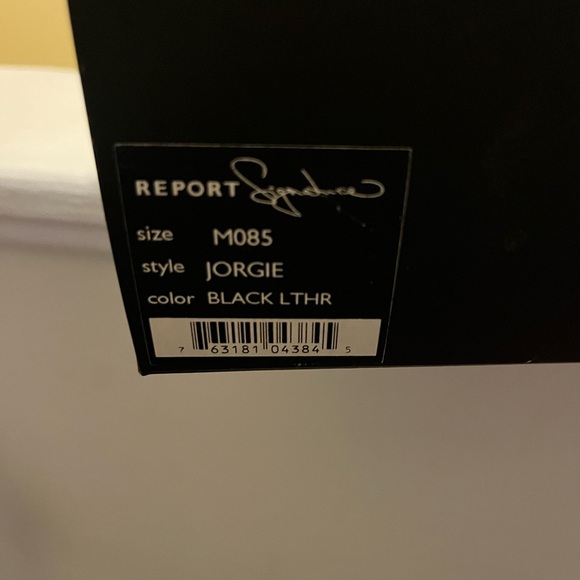 REPORT Signature
size M085
style JORGIE
color BLACK LTHR
7 63181 04384 5